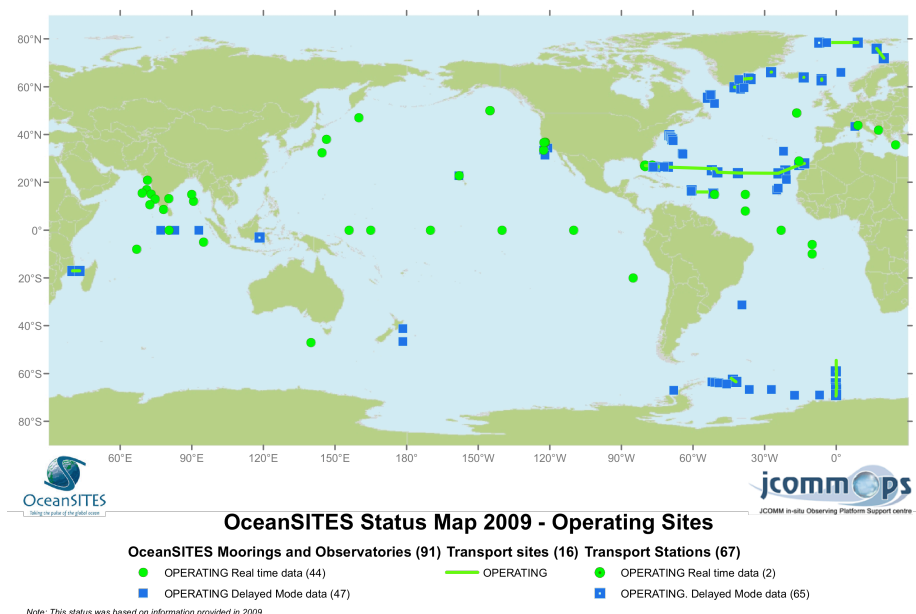 80°N
60°N
40°N
20°N
0°
20°S
40°S
60°S
80°S
60°E 90°E 120°E 150°E 180° 150°W 120°W 90°W 60°W 30°W 0°
OceanSITES
Taking the pulse of the global ocean
jcommops
JCOMM in-situ Observing Platform Support centre
OceanSITES Status Map 2009 - Operating Sites
OceanSITES Moorings and Observatories (91) Transport sites (16) Transport Stations (67)
OPERATING Real time data (44) OPERATING OPERATING Real time data (2)
OPERATING Delayed Mode data (47) OPERATING. Delayed Mode data (65)
Note: This status was based on information provided in 2009